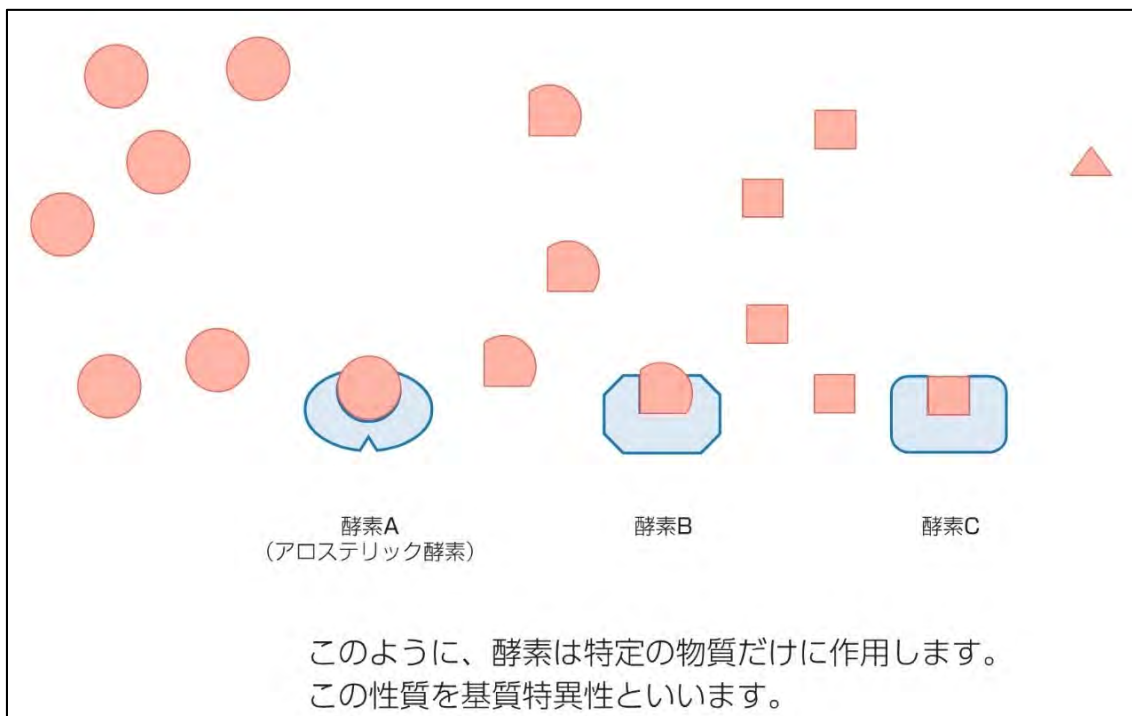 酵素A
（アロステリック酵素）
酵素B
酵素C
このように、酵素は特定の物質だけに作用します。
この性質を基質特異性といいます。